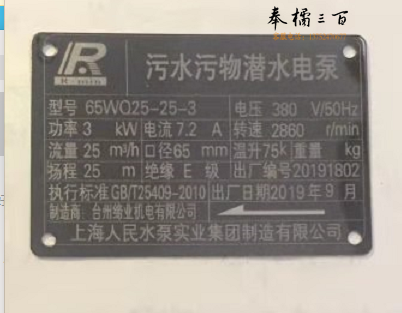 奉橘三百
R
R-min
污水污物潜水电泵
型号 65WQ25-25-3 电压 380 V/50Hz
功率 3 kW 电流 7.2 A 转速 2860 r/min
流量 25 m³/h 口径 65 mm 温升 75k 重量 kg
扬程 25 m 绝缘 E 级 出厂编号 20191802
执行标准 GB/T25409-2010 出厂日期 2019 年 9 月
制造商：台州 业机电有限公司
上海人民水泵实业集团制造有限公司